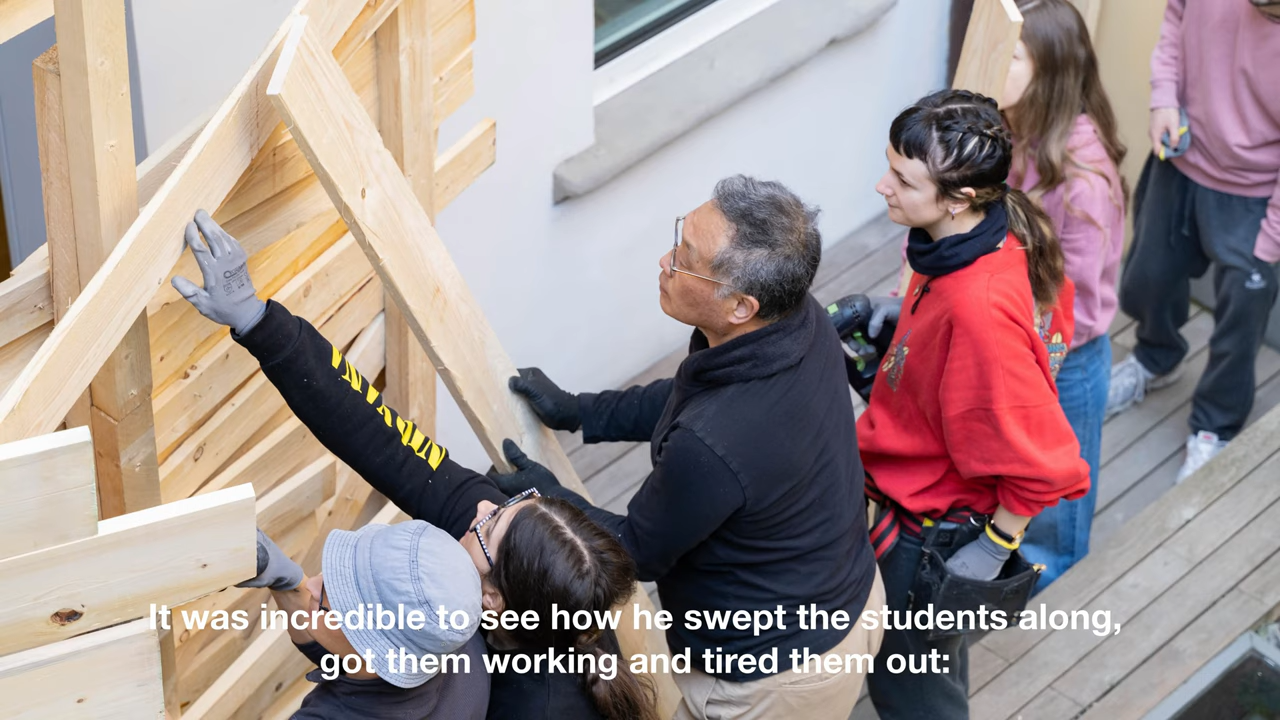 It was incredible to see how he swept the students along,
got them working and tired them out: